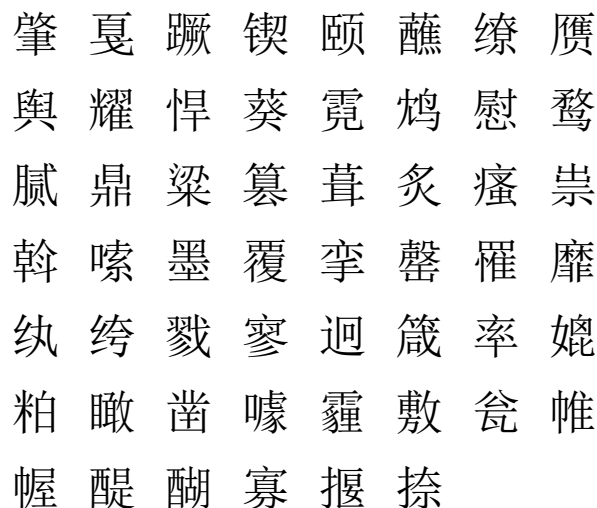 肇 戛 蹶 锲 颐 蘸 缭 赝
舆 耀 悍 葵 霓 鸩 慰 鹜
腻 鼎 粱 篡 葺 炙 瘙 祟
斡 嗦 墨 覆 挛 罄 罹 靡
纨 绔 戮 寥 迥 箴 率 媲
粕 瞰 凿 噱 霾 敷 瓮 帷
幄 醍 醐 寡 揠 捺